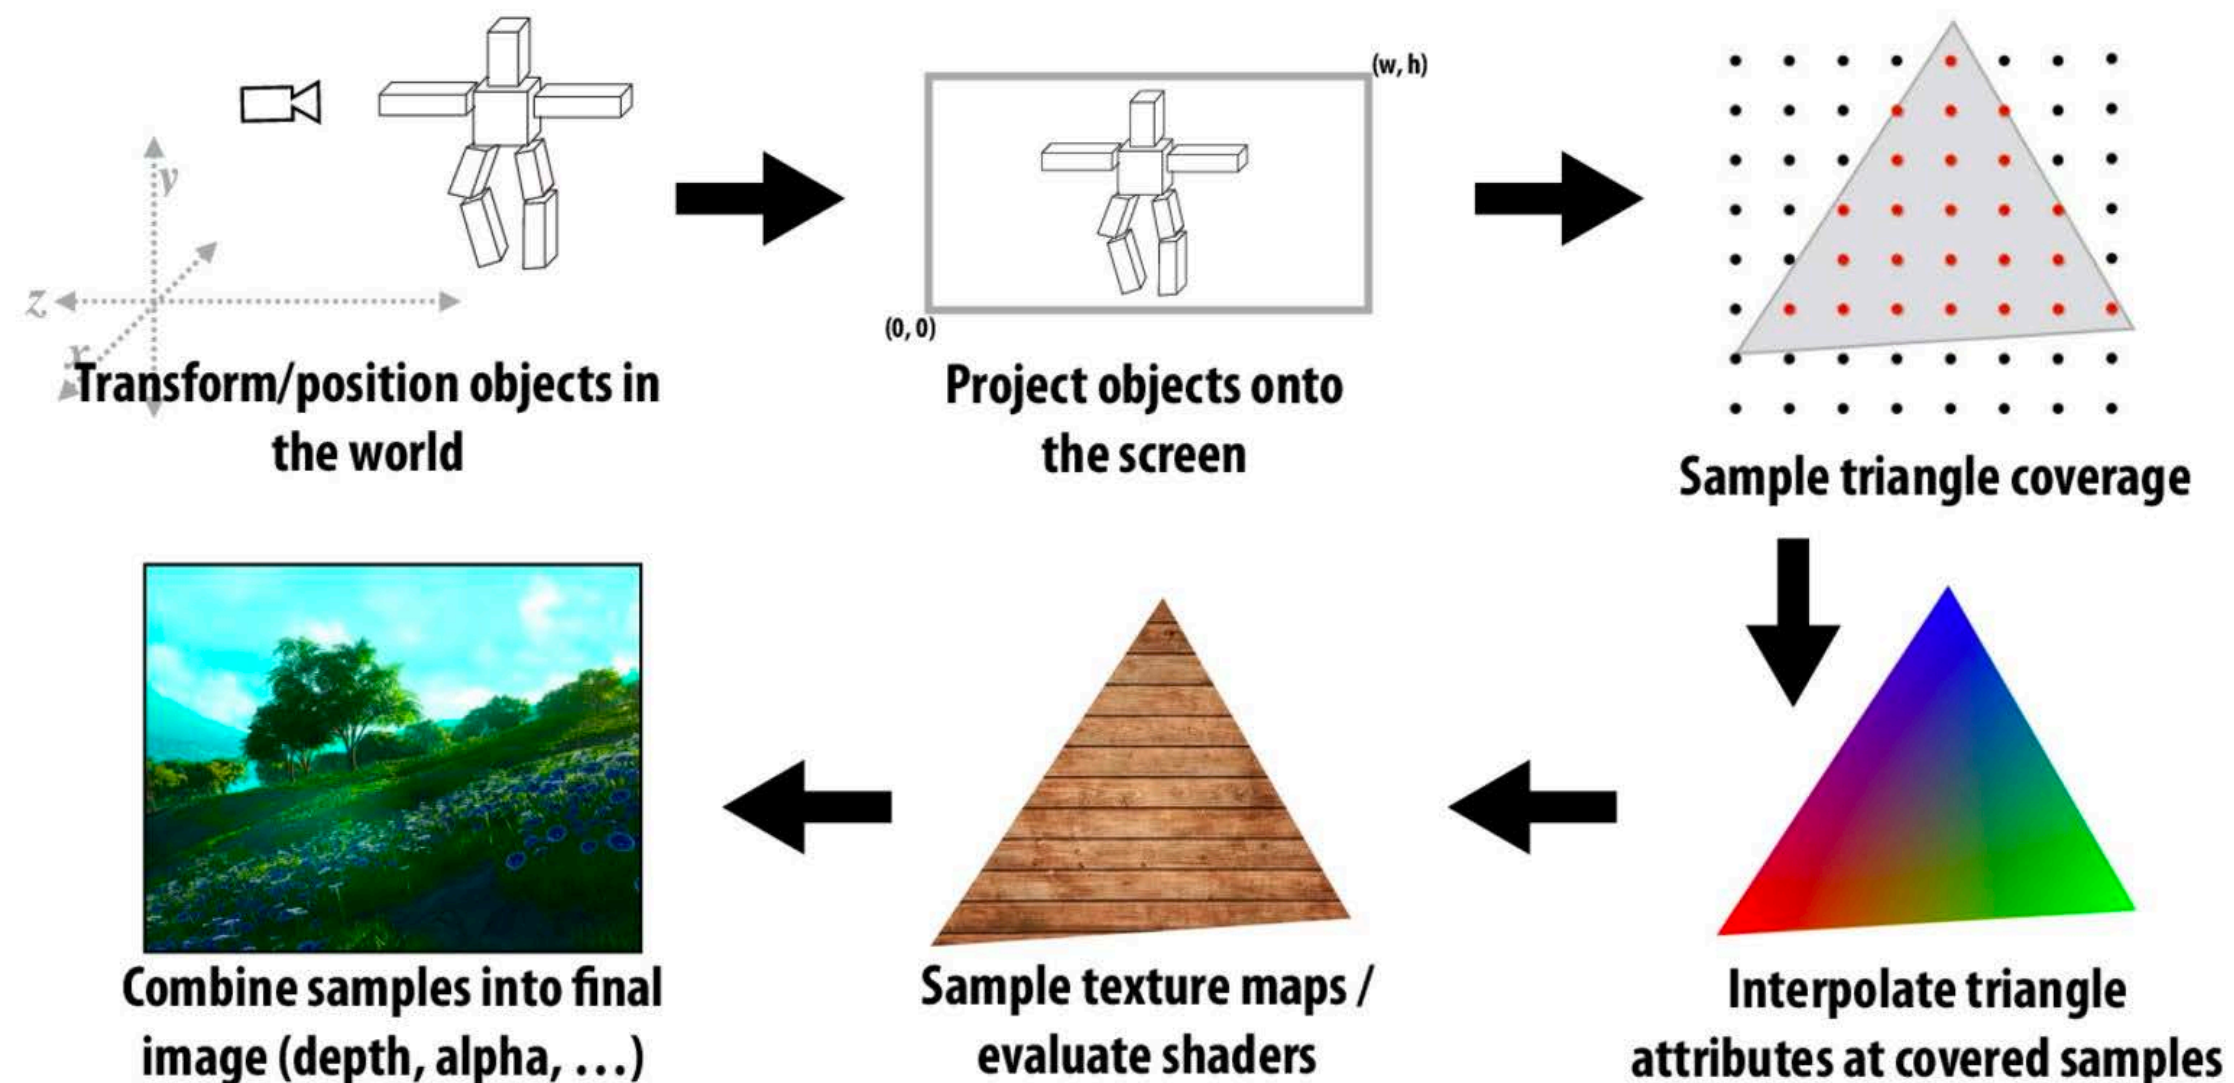 y
z
x
Transform/position objects in
the world
(w, h)
(0, 0)
Project objects onto
the screen
Sample triangle coverage
Interpolate triangle
attributes at covered samples
Sample texture maps /
evaluate shaders
Combine samples into final
image (depth, alpha, …)